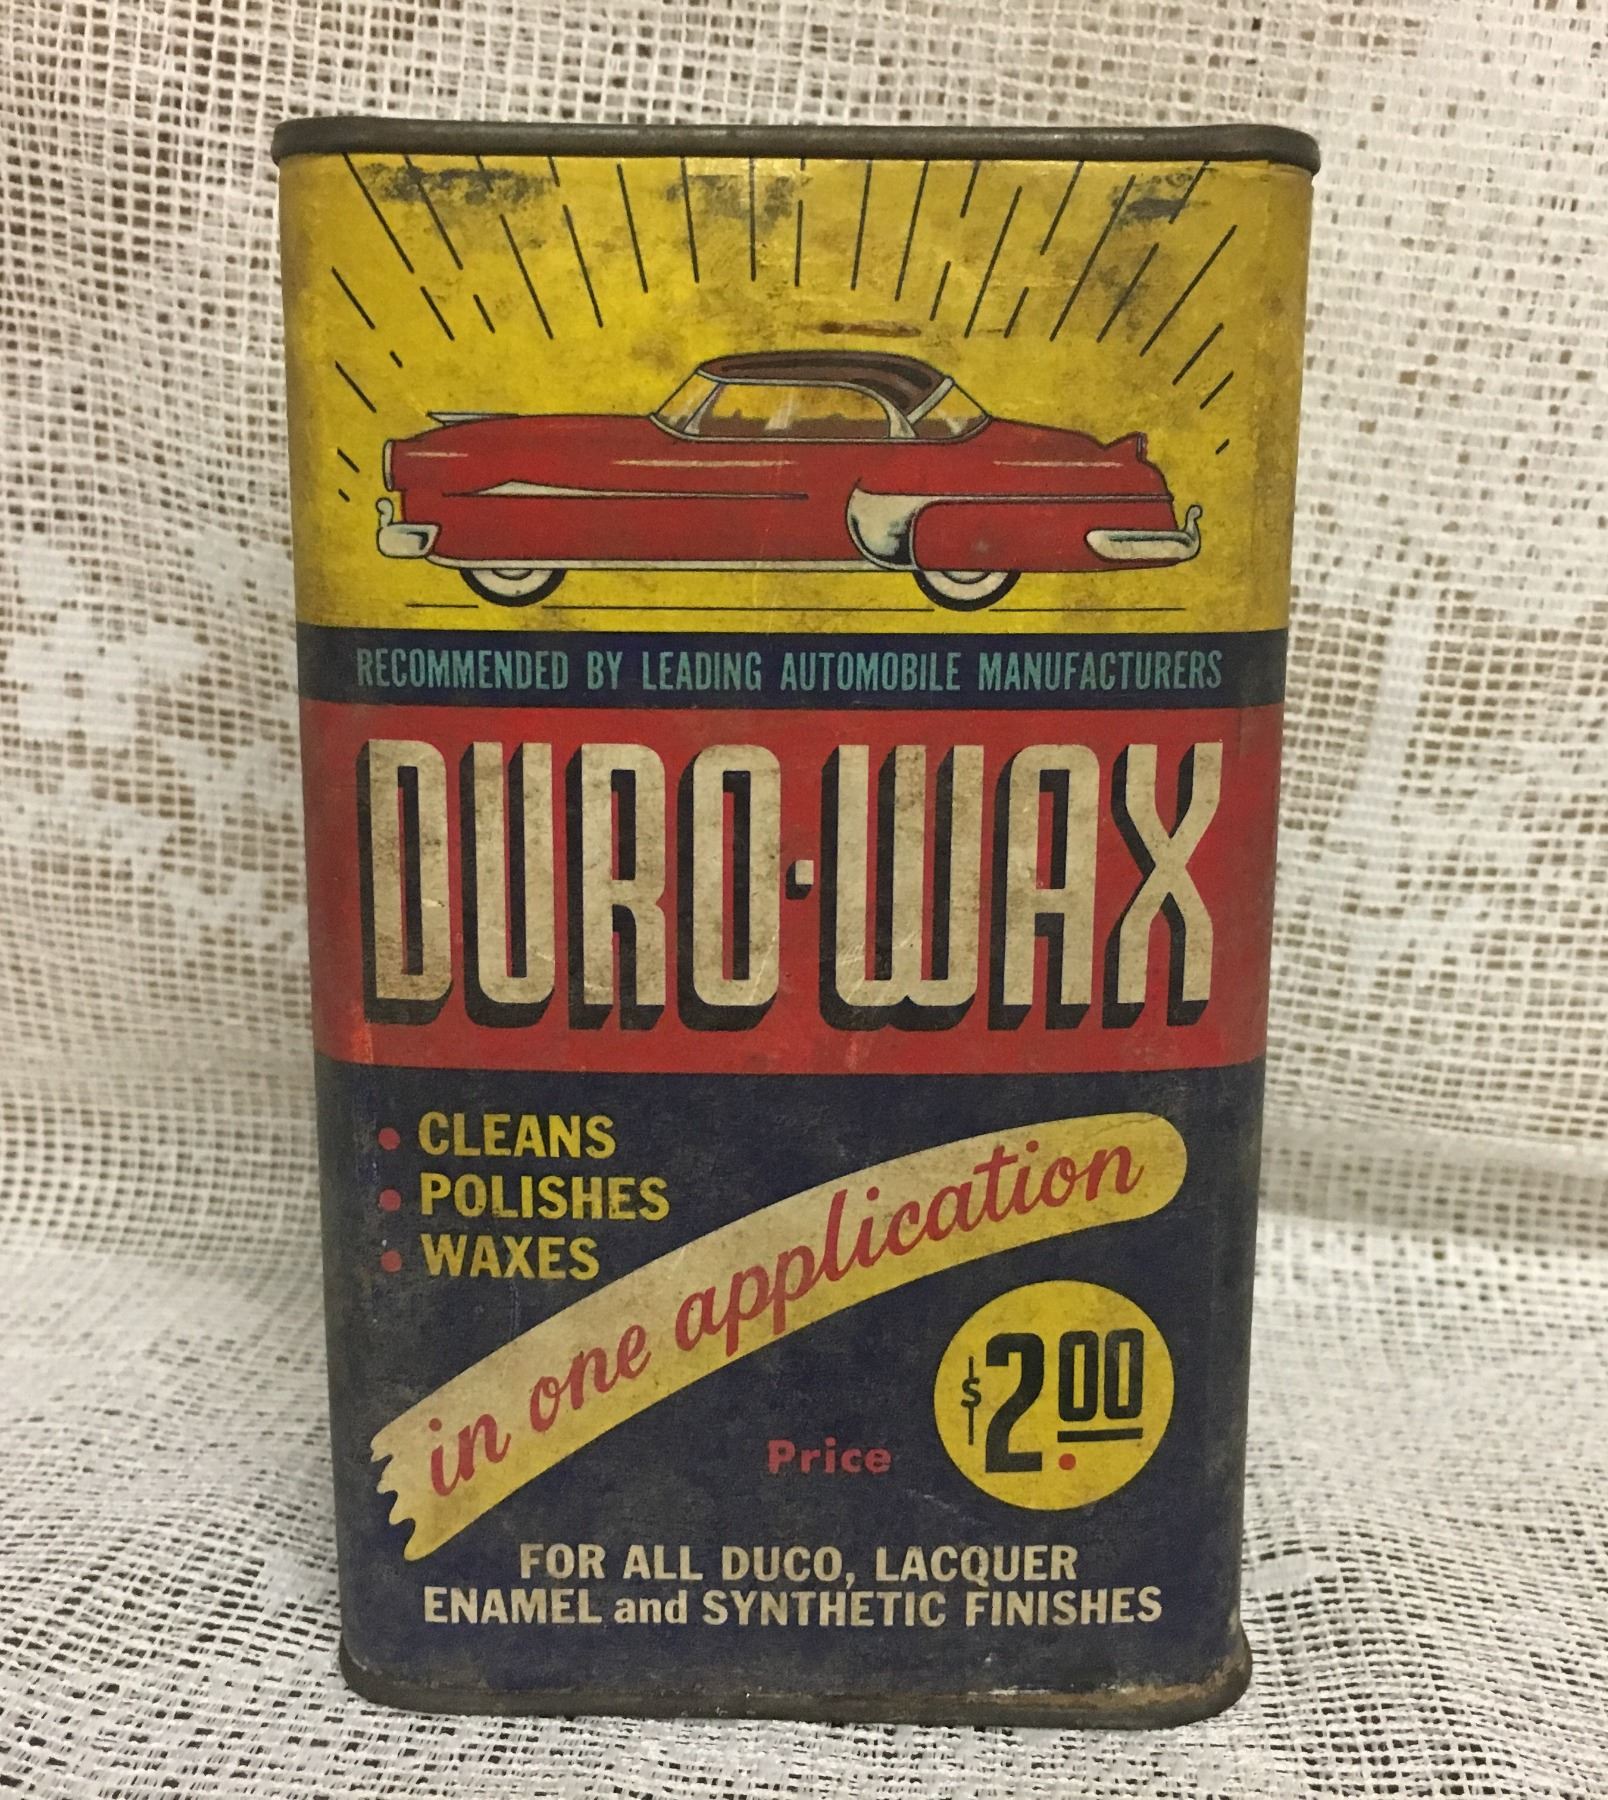 RECOMMENDED BY LEADING AUTOMOBILE MANUFACTURERS
DURO·WAX
• CLEANS
• POLISHES
• WAXES
in one application
Price
$2.00
FOR ALL DUCO, LACQUER
ENAMEL and SYNTHETIC FINISHES